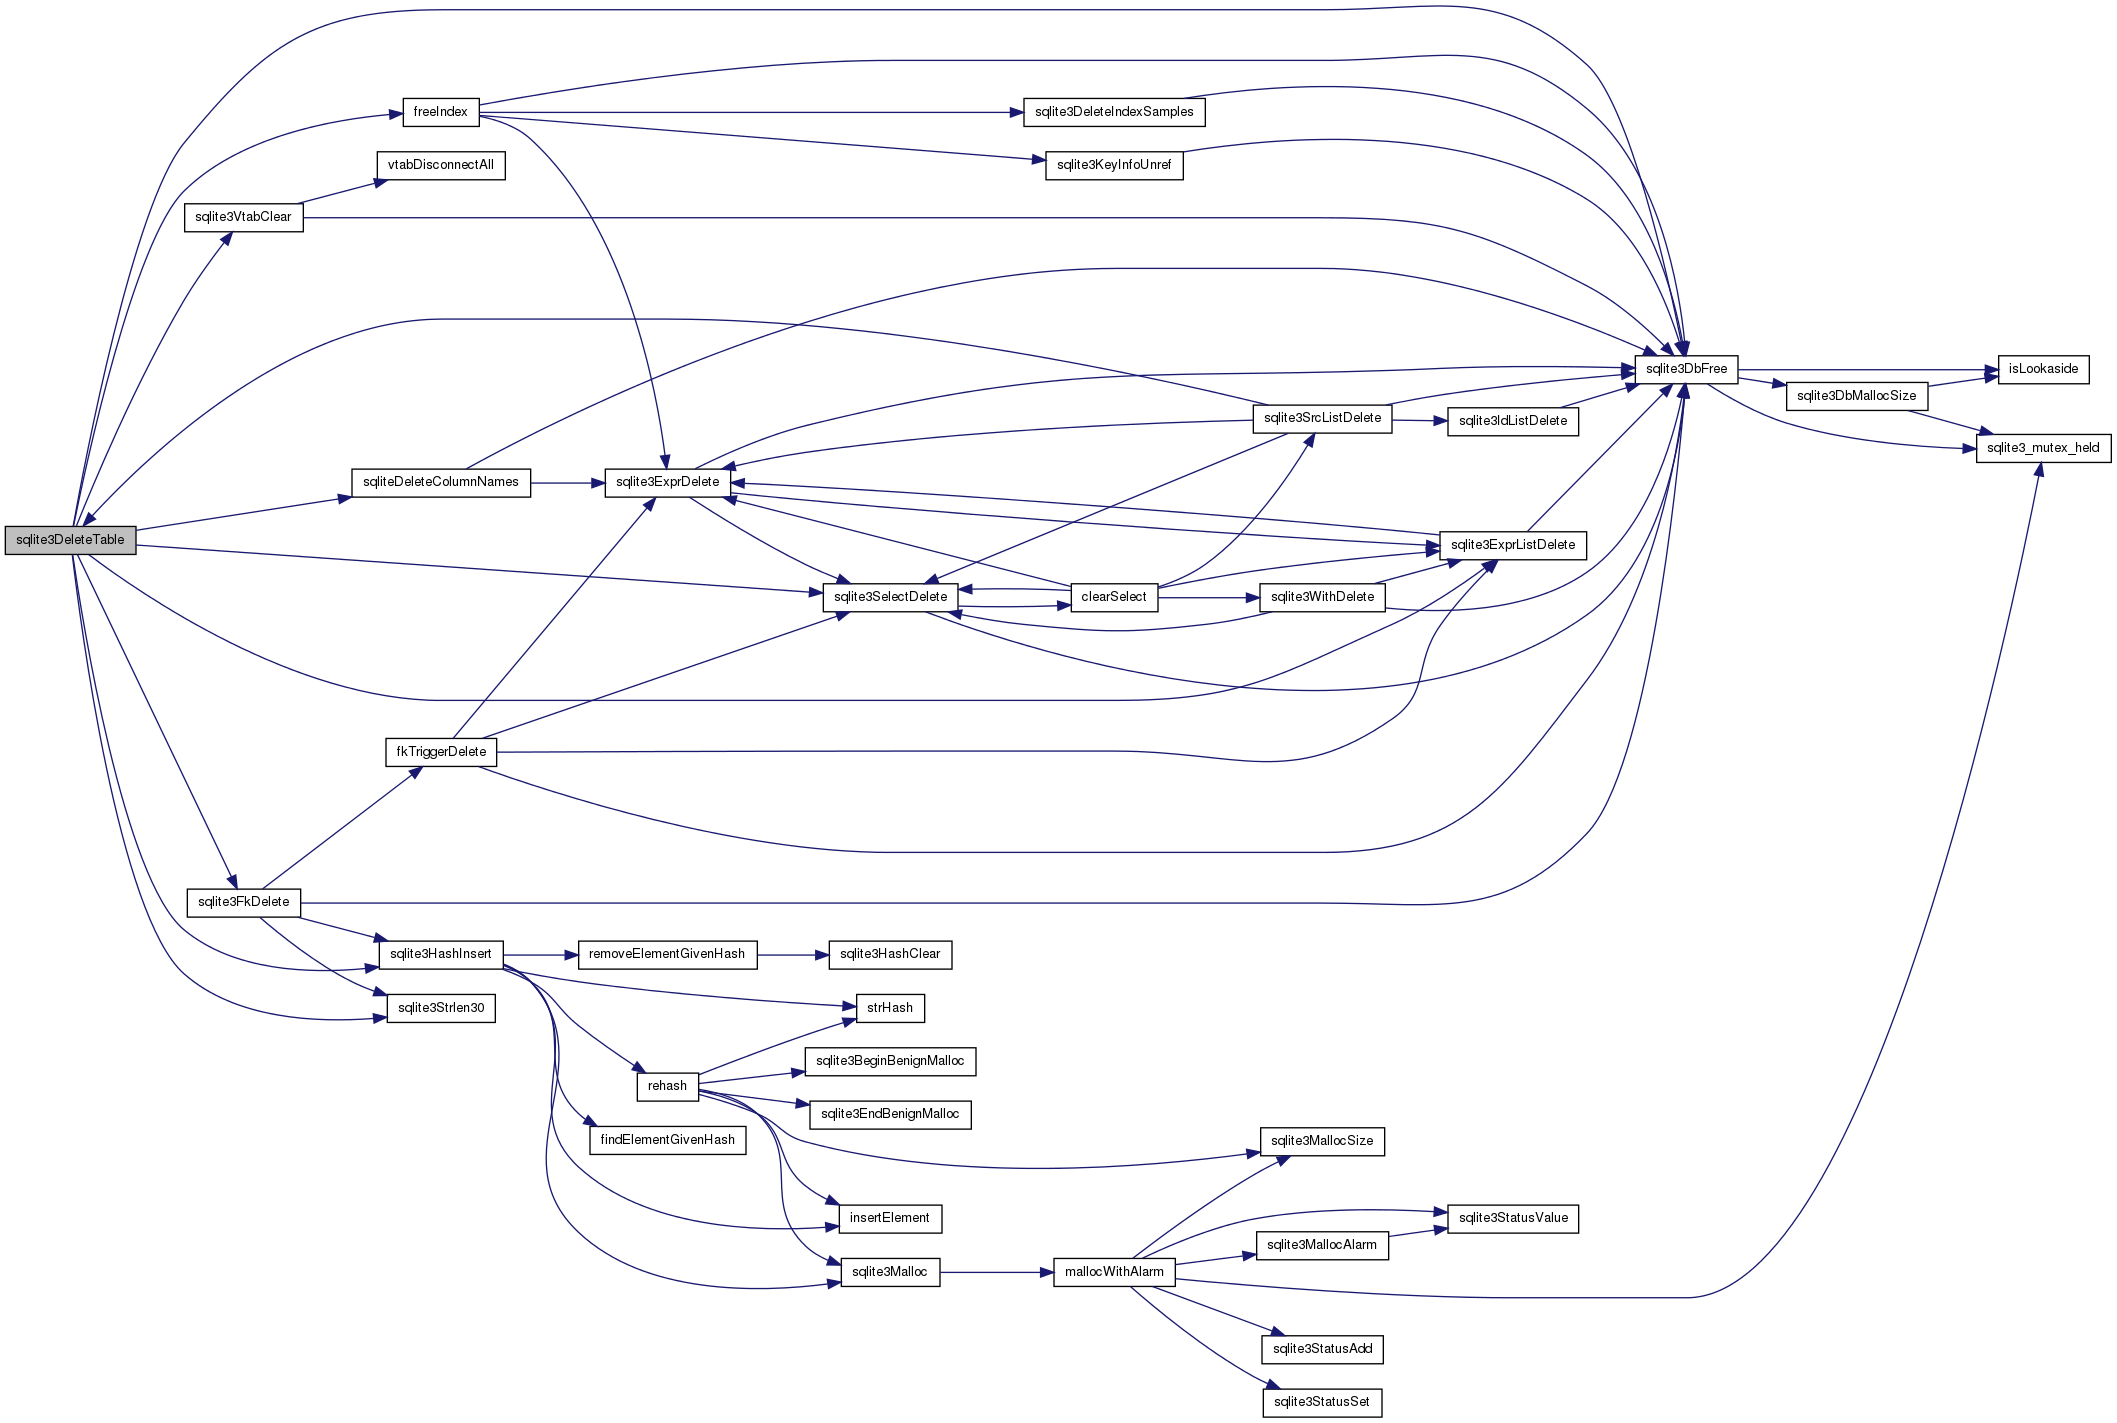 freeIndex
sqlite3DeleteIndexSamples
vtabDisconnectAll
sqlite3KeyInfoUnref
sqlite3VtabClear
sqlite3DbFree
isLookaside
sqlite3DbMallocSize
sqlite3SrcListDelete
sqlite3IdListDelete
sqlite3_mutex_held
sqliteDeleteColumnNames
sqlite3ExprDelete
sqlite3DeleteTable
sqlite3ExprListDelete
sqlite3SelectDelete
clearSelect
sqlite3WithDelete
fkTriggerDelete
sqlite3FkDelete
sqlite3HashInsert
removeElementGivenHash
sqlite3HashClear
sqlite3Strlen30
strHash
sqlite3BeginBenignMalloc
rehash
sqlite3EndBenignMalloc
findElementGivenHash
sqlite3MallocSize
insertElement
sqlite3StatusValue
sqlite3MallocAlarm
sqlite3Malloc
mallocWithAlarm
sqlite3StatusAdd
sqlite3StatusSet